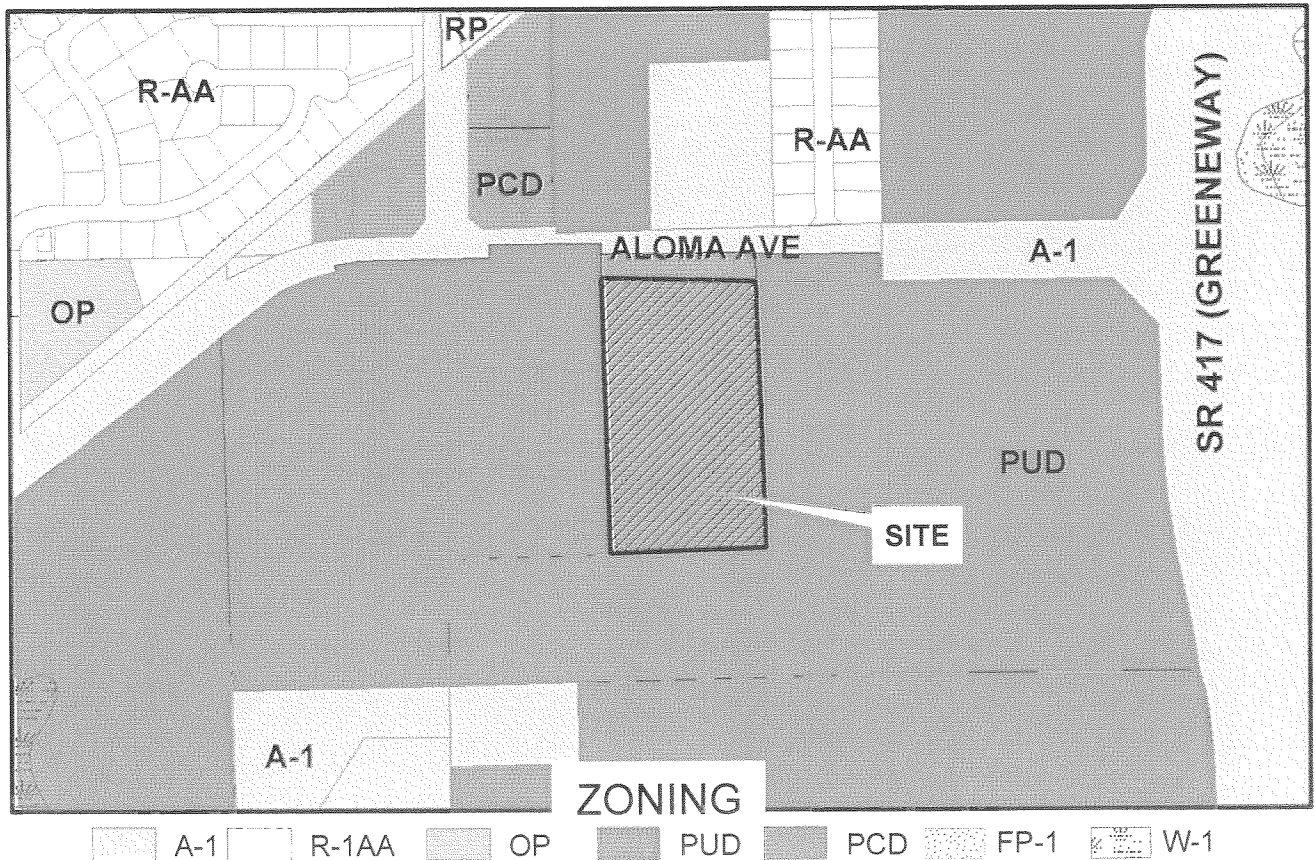 RP
R-AA
R-AA
PCD
ALOMA AVE
A-1
OP
SR 417 (GREENEWAY)
PUD
SITE
A-1
ZONING
A-1 R-1AA OP PUD PCD FP-1 W-1